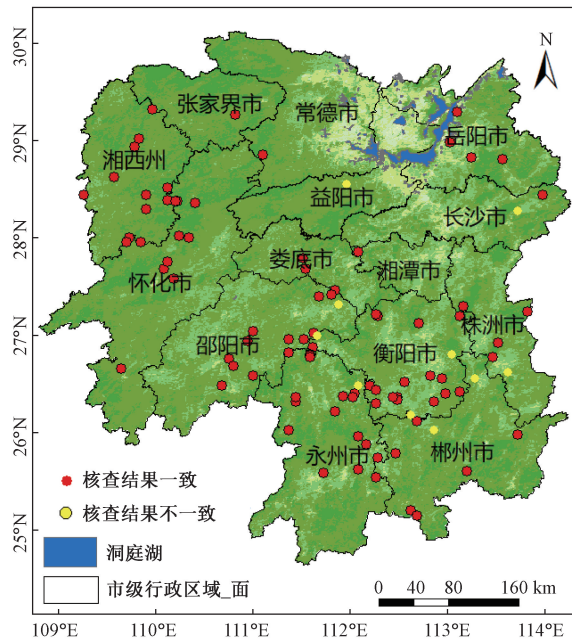 30°N
29°N
28°N
27°N
26°N
25°N
N
张家界市
常德市
岳阳市
湘西州
益阳市
长沙市
娄底市
湘潭市
怀化市
株洲市
邵阳市
衡阳市
永州市
郴州市
核查结果一致
核查结果不一致
洞庭湖
市级行政区域_面
0 40 80 160 km
109°E 110°E 111°E 112°E 113°E 114°E